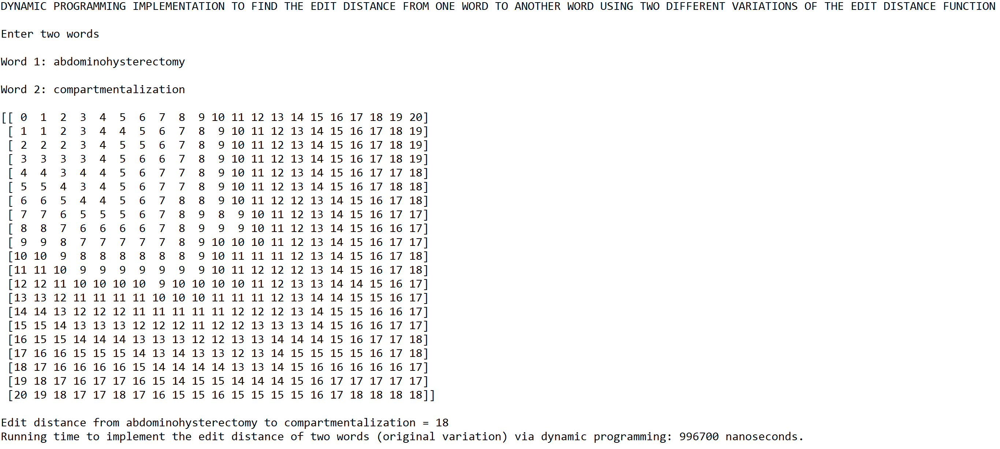 DYNAMIC PROGRAMMING IMPLEMENTATION TO FIND THE EDIT DISTANCE FROM ONE WORD TO ANOTHER WORD USING TWO DIFFERENT VARIATIONS OF THE EDIT DISTANCE FUNCTION
Enter two words
Word 1: abdominohysterectomy
Word 2: compartmentalization
[[ 0  1  2  3  4  5  6  7  8  9 10 11 12 13 14 15 16 17 18 19 20]
 [ 1  1  2  3  4  4  5  6  7  8  9 10 11 12 13 14 15 16 17 18 19]
 [ 2  2  2  3  4  5  5  6  7  8  9 10 11 12 13 14 15 16 17 18 19]
 [ 3  3  3  3  4  5  6  6  7  8  9 10 11 12 13 14 15 16 17 18 19]
 [ 4  4  3  4  4  5  6  7  7  8  9 10 11 12 13 14 15 16 17 17 18]
 [ 5  5  4  3  4  5  6  7  7  8  9 10 11 12 13 14 15 16 17 18 18]
 [ 6  6  5  4  4  5  6  7  8  8  9 10 11 12 12 13 14 15 16 17 18]
 [ 7  7  6  5  5  5  6  7  8  9  8  9 10 11 12 13 14 15 16 17 17]
 [ 8  8  7  6  6  6  6  7  8  9  9  9 10 11 12 13 14 15 16 16 17]
 [ 9  9  8  7  7  7  7  7  8  9 10 10 10 11 12 13 14 15 16 17 17]
 [10 10  9  8  8  8  8  8  8  9 10 11 11 11 12 13 14 15 16 17 18]
 [11 11 10  9  9  9  9  9  9  9 10 11 12 12 12 13 14 15 16 17 18]
 [12 12 11 10 10 10 10  9 10 10 10 10 11 12 13 13 14 14 15 16 17]
 [13 13 12 11 11 11 11 10 10 10 11 11 11 12 13 14 14 15 15 16 17]
 [14 14 13 12 12 12 11 11 11 11 11 12 12 12 13 14 15 15 16 16 17]
 [15 15 14 13 13 13 12 12 12 11 12 12 13 13 13 14 15 16 16 17 17]
 [16 15 15 14 14 14 13 13 13 12 12 13 13 14 14 14 15 16 17 17 18]
 [17 16 16 15 15 15 14 13 14 13 13 12 13 14 15 15 15 15 16 17 18]
 [18 17 16 16 16 16 15 14 14 14 14 13 13 14 15 16 16 16 16 16 17]
 [19 18 17 16 17 17 16 15 14 15 15 14 14 14 15 16 17 17 17 17 17]
 [20 19 18 17 17 18 17 16 15 15 16 15 15 15 15 16 17 18 18 18 18]]
Edit distance from abdominohysterectomy to compartmentalization = 18
Running time to implement the edit distance of two words (original variation) via dynamic programming: 996700 nanoseconds.